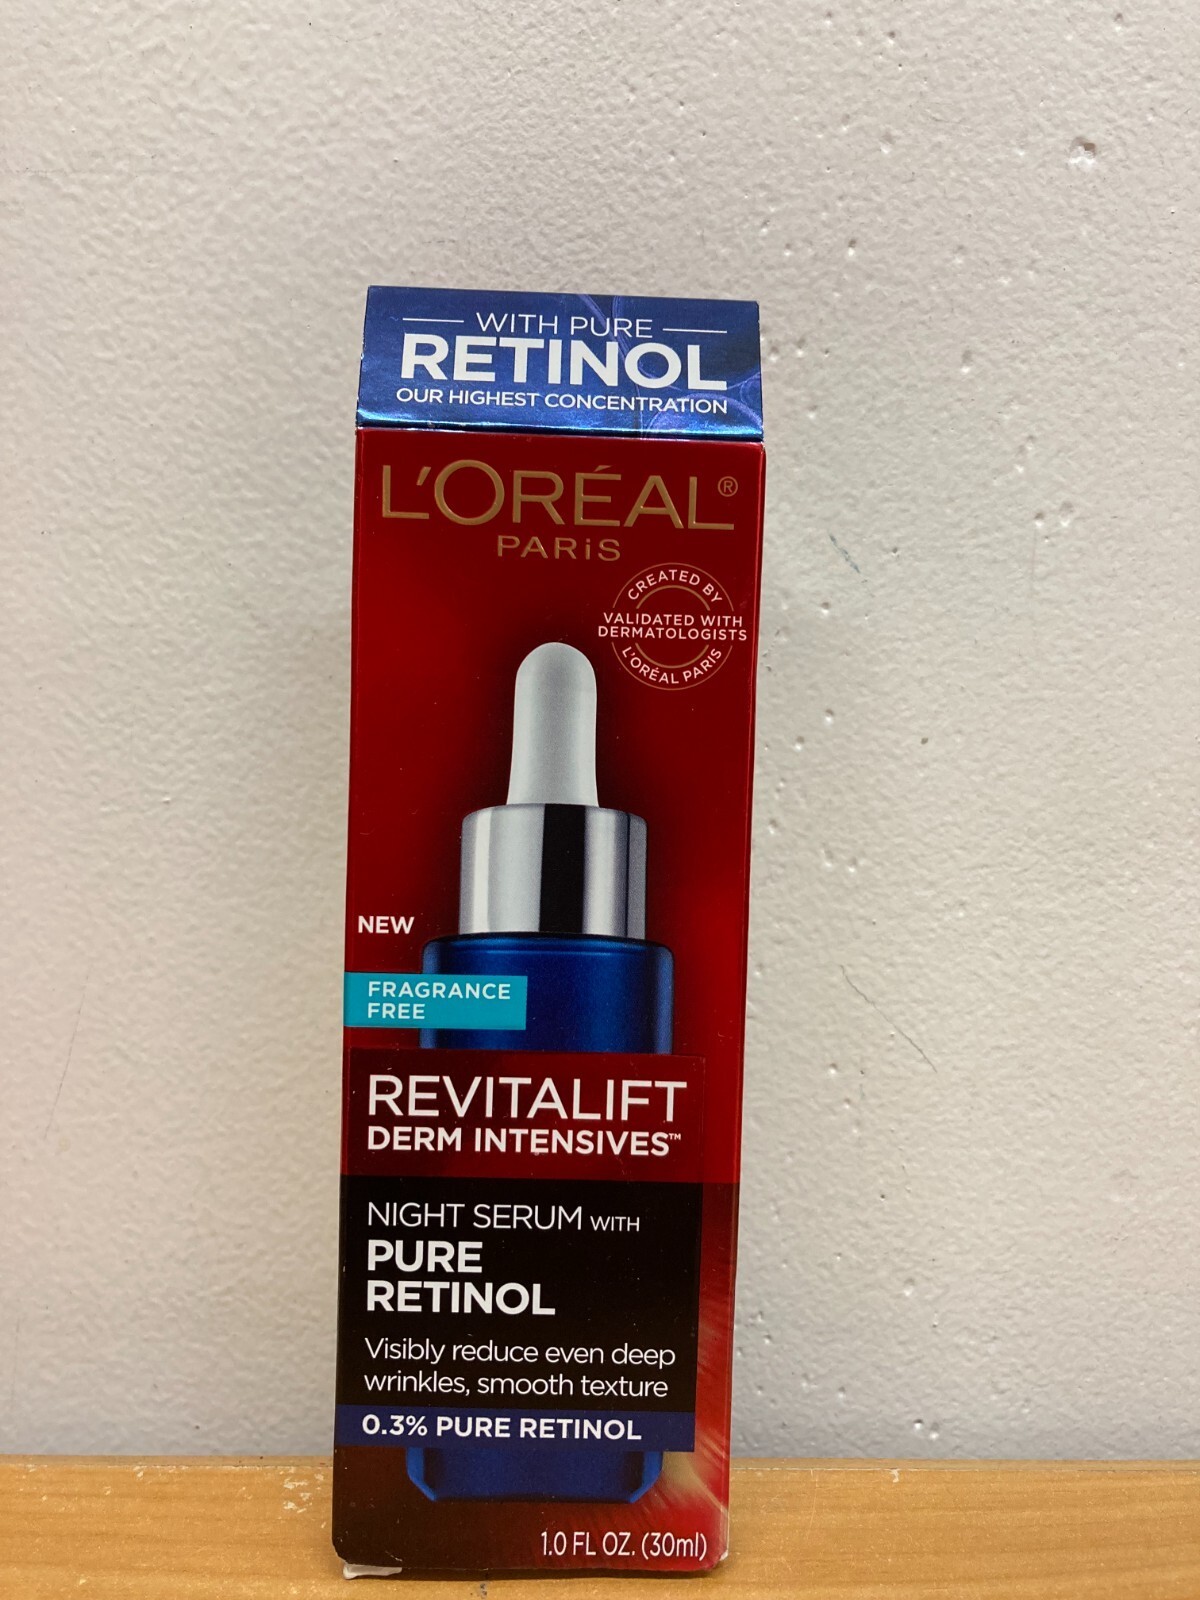 WITH PURE
RETINOL
OUR HIGHEST CONCENTRATION
L'ORÉAL®
PARiS
CREATED BY
VALIDATED WITH
DERMATOLOGISTS
L'ORÉAL PARIS
NEW
FRAGRANCE
FREE
REVITALIFT
DERM INTENSIVES™
NIGHT SERUM WITH
PURE
RETINOL
Visibly reduce even deep
wrinkles, smooth texture
0.3% PURE RETINOL
1.0 FL OZ. (30ml)